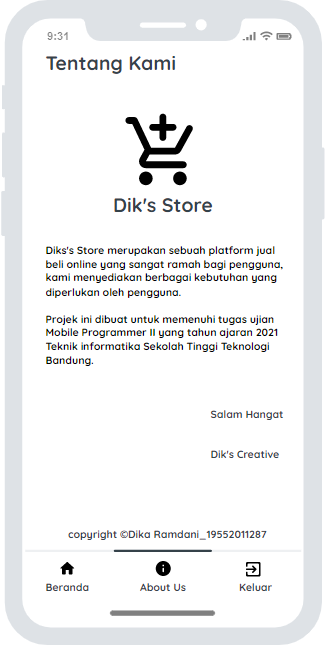 9:31
Tentang Kami
Dik's Store
Diks's Store merupakan sebuah platform jual
beli online yang sangat ramah bagi pengguna,
kami menyediakan berbagai kebutuhan yang
diperlukan oleh pengguna.
Projek ini dibuat untuk memenuhi tugas ujian
Mobile Programmer II yang tahun ajaran 2021
Teknik informatika Sekolah Tinggi Teknologi
Bandung.
Salam Hangat
Dik's Creative
copyright ©Dika Ramdani_19552011287
Beranda About Us Keluar